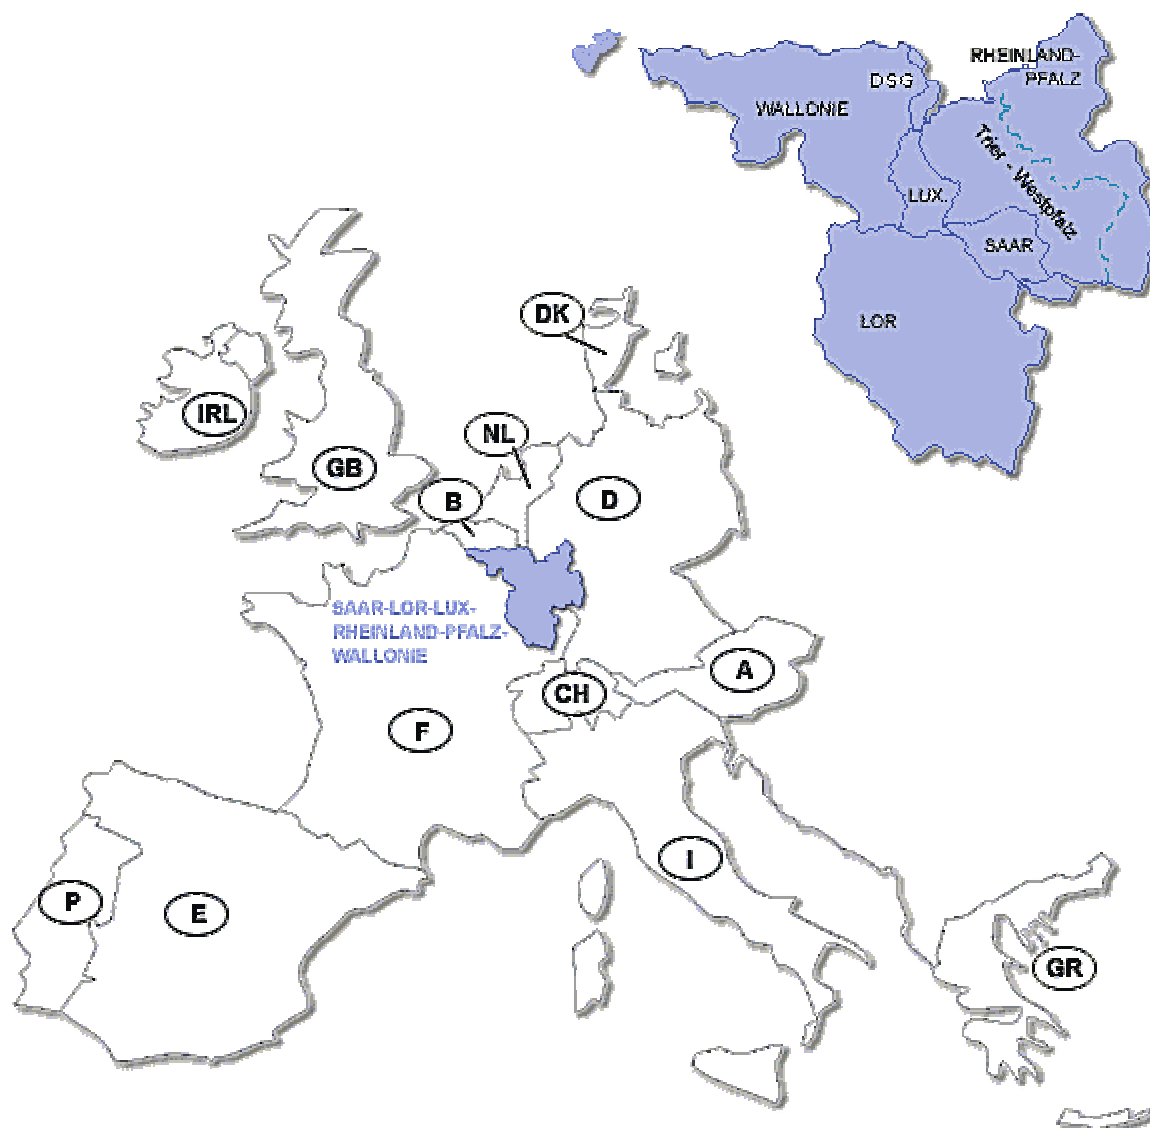 RHEINLAND-
PFALZ
DSG
WALLONIE
Trier - Westpfalz
LUX.
SAAR
LOR
DK
IRL
NL
GB
B
D
SAAR-LOR-LUX-
RHEINLAND-PFALZ-
WALLONIE
A
CH
F
I
P
E
GR